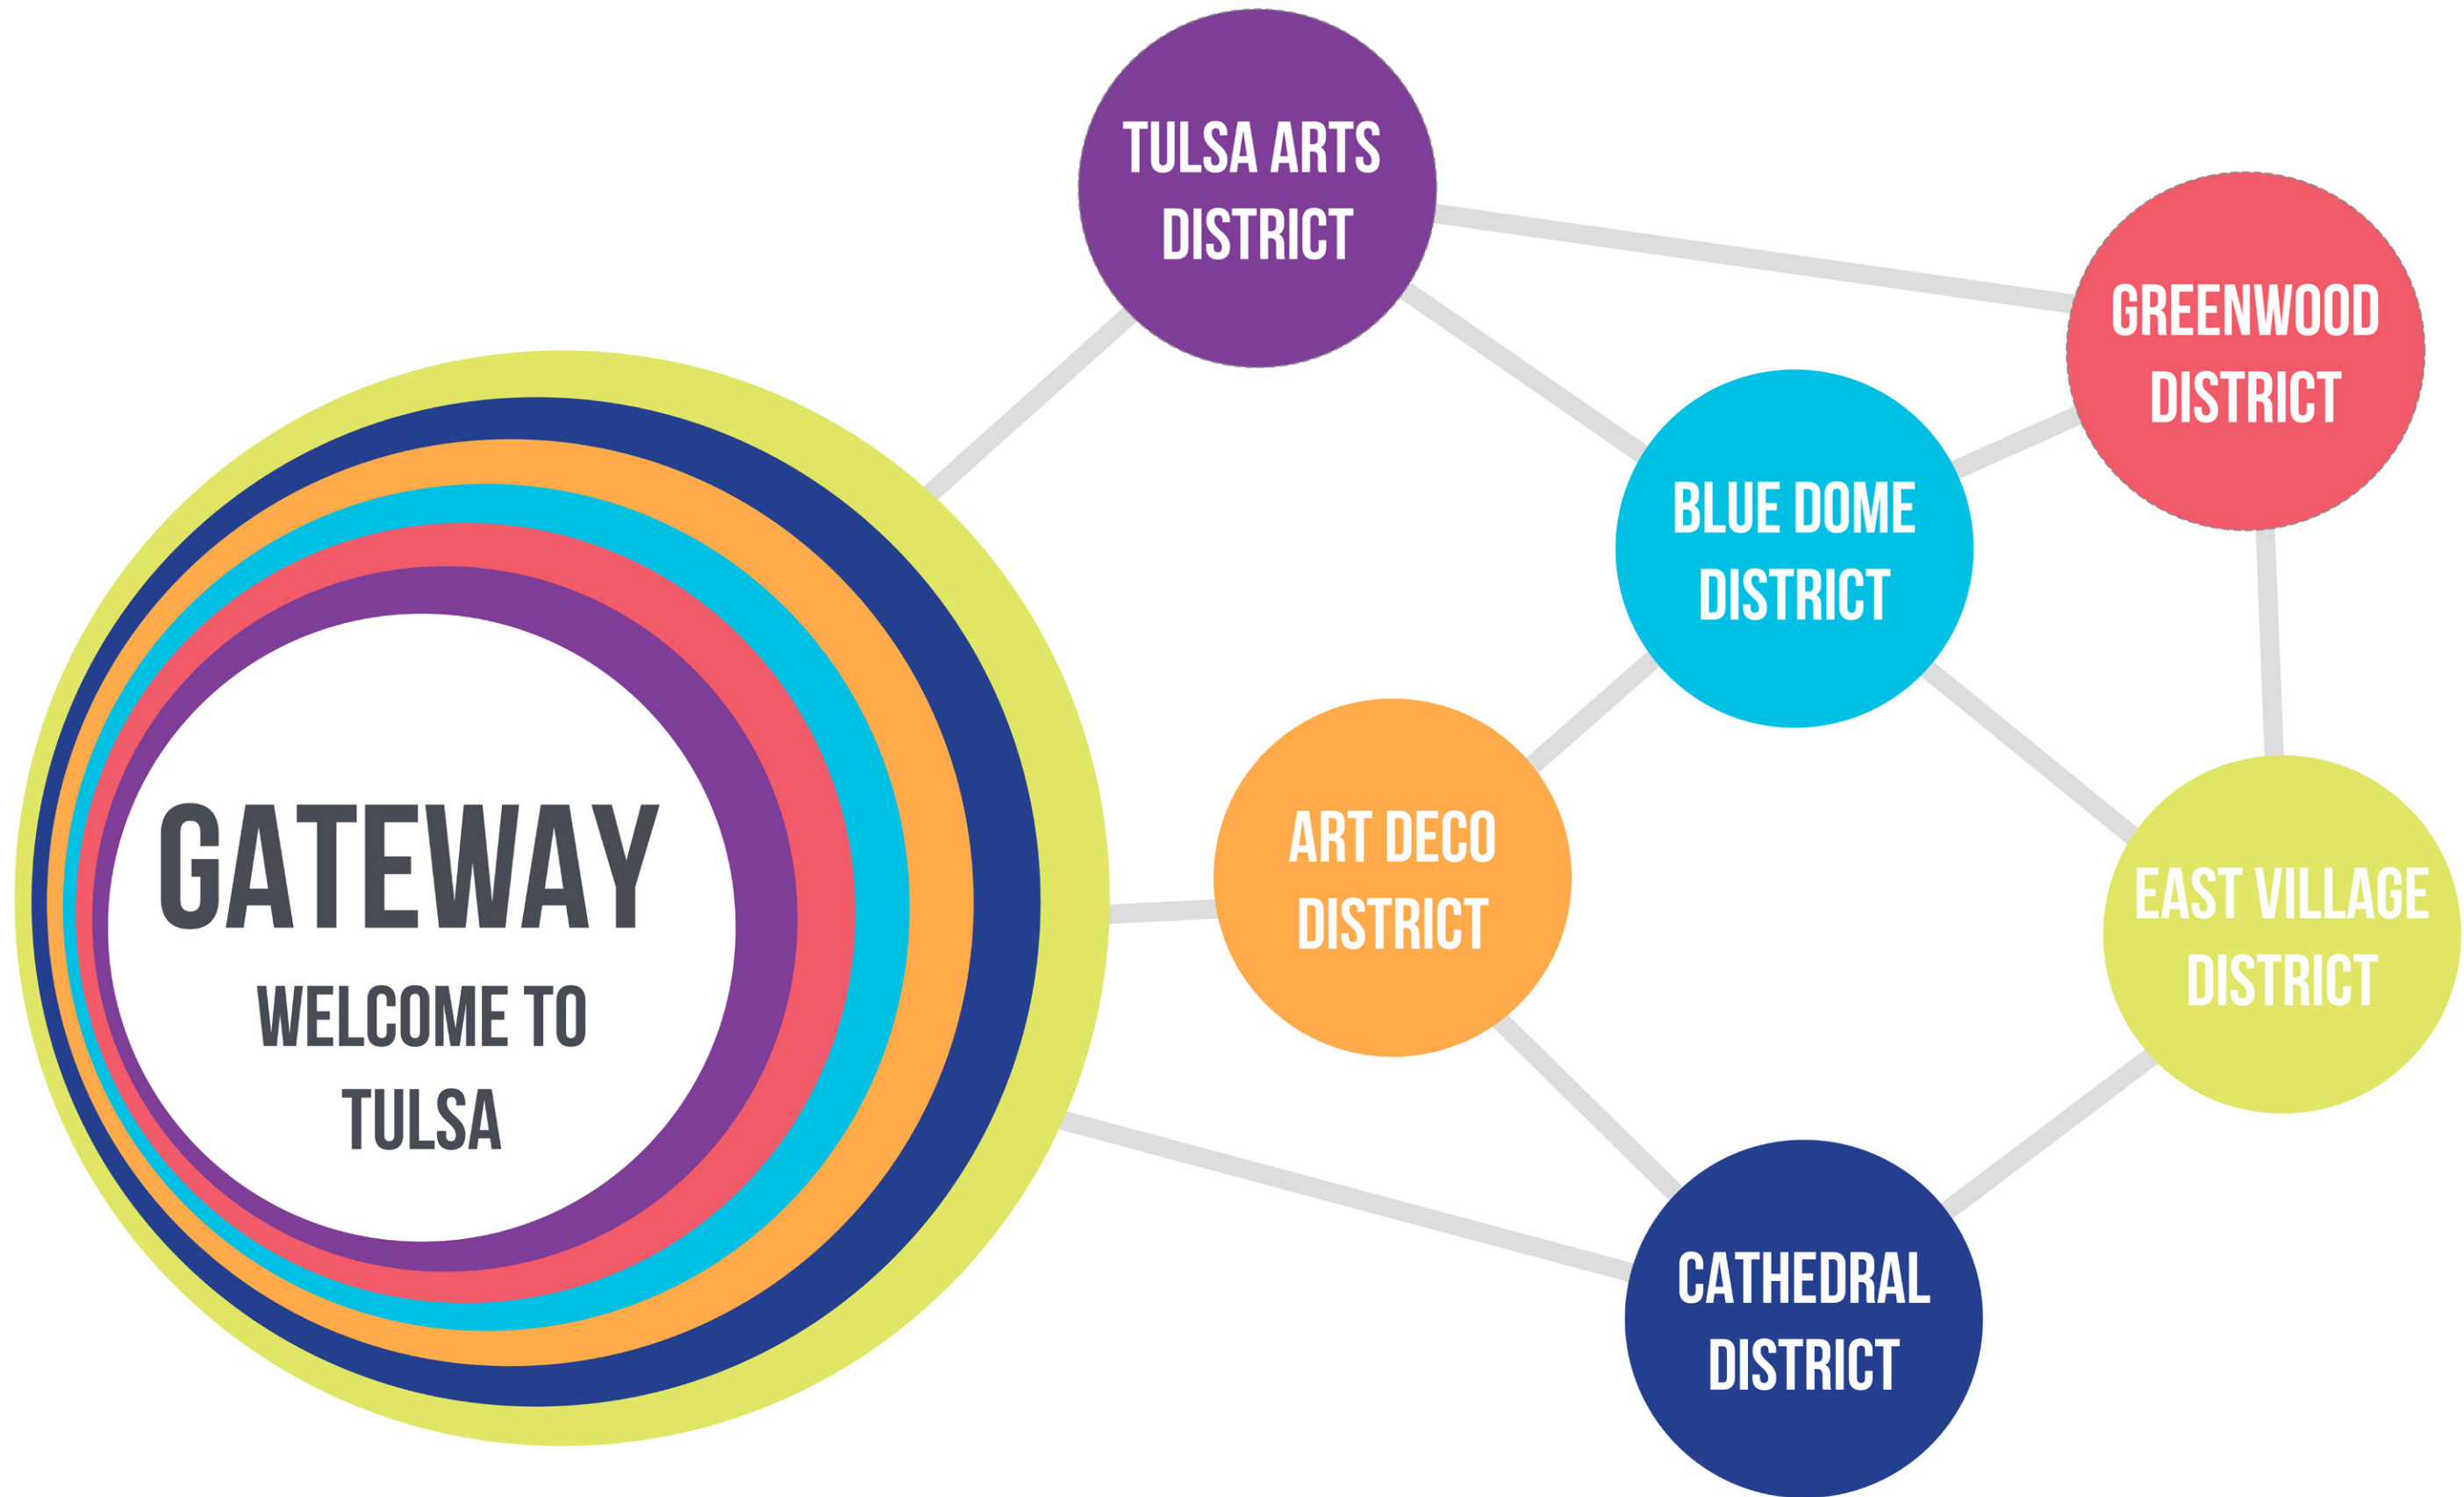 TULSA ARTS
DISTRICT
GREENWOOD
DISTRICT
BLUE DOME
DISTRICT
ART DECO
DISTRICT
EAST VILLAGE
DISTRICT
CATHEDRAL
DISTRICT
GATEWAY
WELCOME TO
TULSA